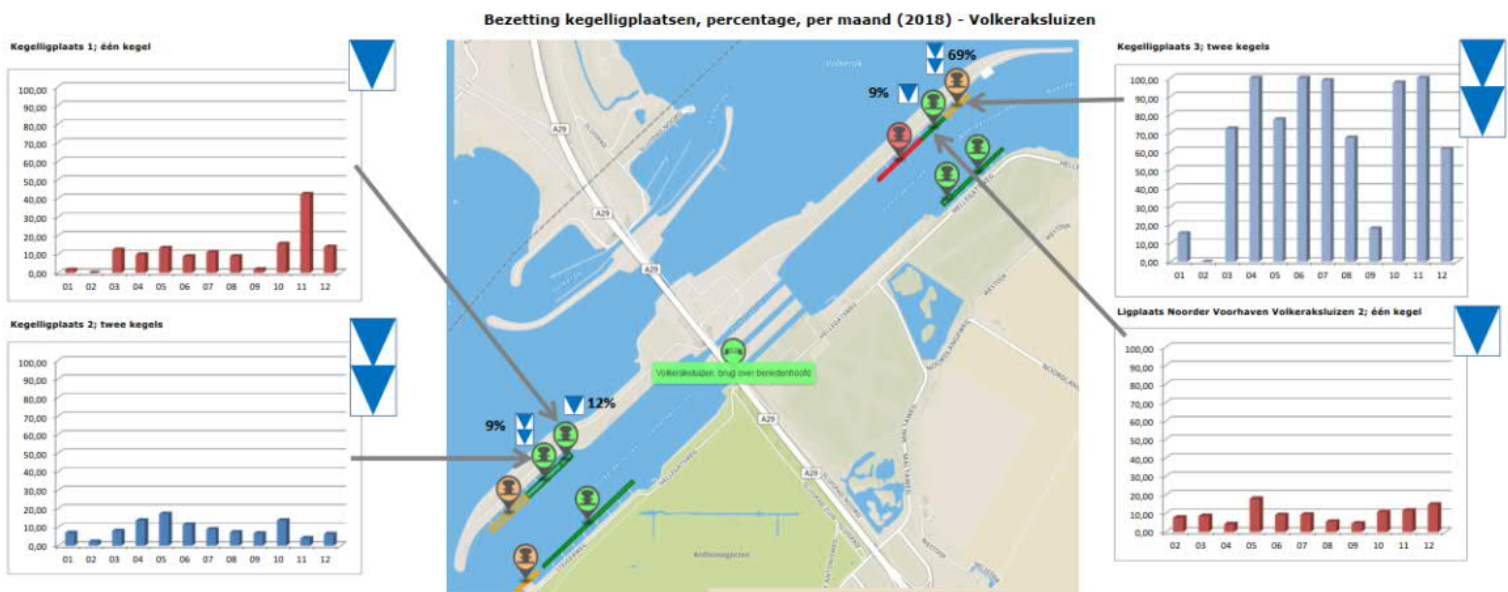 Bezetting kegelligplaatsen, percentage, per maand (2018) - Volkeraksluizen
Kegelligplaats 1; één kegel
100,00
90,00
80,00
70,00
60,00
50,00
40,00
30,00
20,00
10,00
0,00
01 02 03 04 05 06 07 08 09 10 11 12
Kegelligplaats 2; twee kegels
100,00
90,00
80,00
70,00
60,00
50,00
40,00
30,00
20,00
10,00
0,00
01 02 03 04 05 06 07 08 09 10 11 12
69%
9%
A29
A29
A29
HELLEGATSWEG
HELLEGATSWEG
Volkeraksluizen, brug over benedenhoofd
12%
9%
A29
A29
HELLEGATSWEG
NOORDLANGEWEG
MALTAWEG
Kegelligplaats 3; twee kegels
100,00
90,00
80,00
70,00
60,00
50,00
40,00
30,00
20,00
10,00
0,00
01 02 03 04 05 06 07 08 09 10 11 12
Ligplaats Noorder Voorhaven Volkeraksluizen 2; één kegel
100,00
90,00
80,00
70,00
60,00
50,00
40,00
30,00
20,00
10,00
0,00
02 03 04 05 06 07 08 09 10 11 12